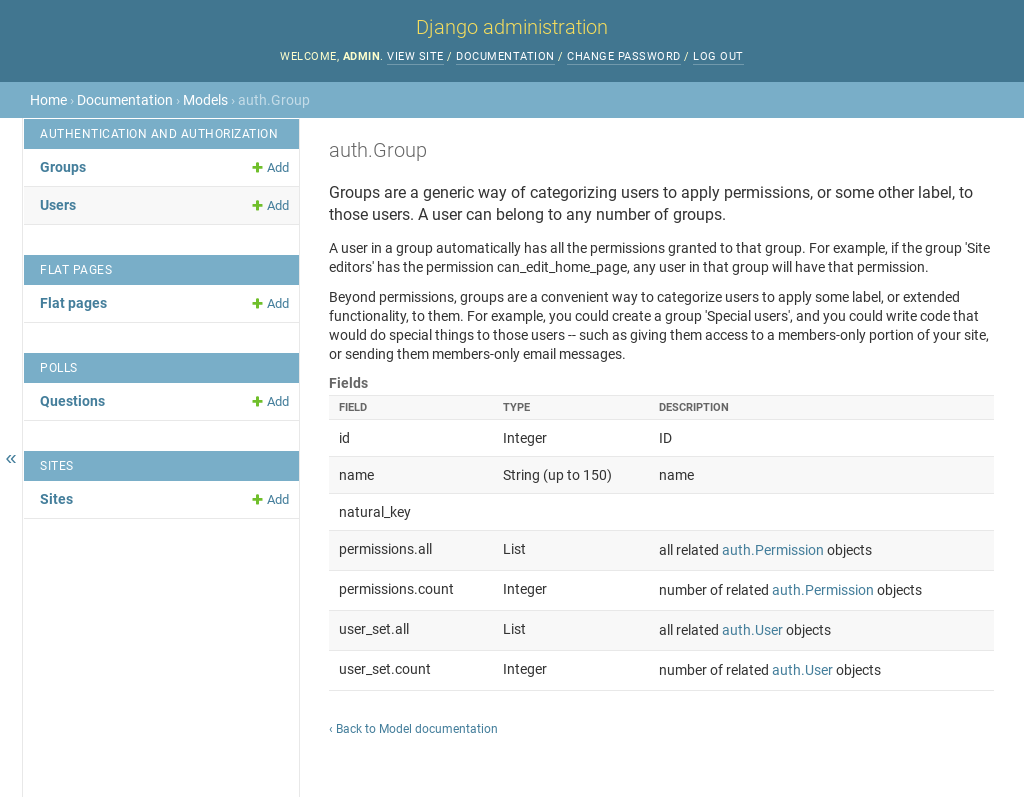 Django administration
WELCOME, ADMIN. VIEW SITE / DOCUMENTATION / CHANGE PASSWORD / LOG OUT
Home › Documentation › Models › auth.Group
AUTHENTICATION AND AUTHORIZATION
Groups Add
Users Add
FLAT PAGES
Flat pages Add
POLLS
Questions Add
SITES
Sites Add
«
auth.Group
Groups are a generic way of categorizing users to apply permissions, or some other label, to
those users. A user can belong to any number of groups.
A user in a group automatically has all the permissions granted to that group. For example, if the group 'Site
editors' has the permission can_edit_home_page, any user in that group will have that permission.
Beyond permissions, groups are a convenient way to categorize users to apply some label, or extended
functionality, to them. For example, you could create a group 'Special users', and you could write code that
would do special things to those users -- such as giving them access to a members-only portion of your site,
or sending them members-only email messages.
Fields
FIELD TYPE DESCRIPTION
id Integer ID
name String (up to 150) name
natural_key
permissions.all List all related auth.Permission objects
permissions.count Integer number of related auth.Permission objects
user_set.all List all related auth.User objects
user_set.count Integer number of related auth.User objects
‹ Back to Model documentation